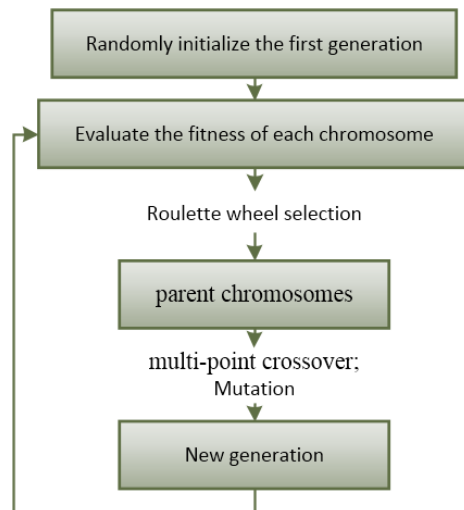 Randomly initialize the first generation
Evaluate the fitness of each chromosome
Roulette wheel selection
parent chromosomes
multi-point crossover;
Mutation
New generation